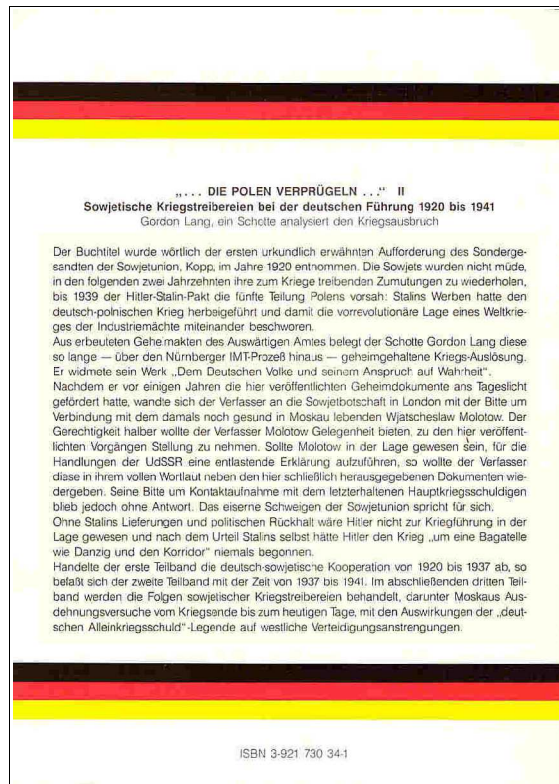 „... DIE POLEN VERPRÜGELN ...“ II
Sowjetische Kriegstreibereien bei der deutschen Führung 1920 bis 1941
Gordon Lang, ein Schotte analysiert den Kriegsausbruch
Der Buchtitel wurde wörtlich der ersten urkundlich erwähnten Aufforderung des Sonderge-
sandten der Sowjetunion, Kopp, im Jahre 1920 entnommen. Die Sowjets wurden nicht müde,
in den folgenden zwei Jahrzehnten ihre zum Kriege treibenden Zumutungen zu wiederholen,
bis 1939 der Hitler-Stalin-Pakt die fünfte Teilung Polens vorsah: Stalins Werben hatte den
deutsch-polnischen Krieg herbeigeführt und damit die vorrevolutionäre Lage eines Weltkrie-
ges der Industriemächte miteinander beschworen.
Aus erbeuteten Geheimakten des Auswärtigen Amtes belegt der Schotte Gordon Lang diese
so lange — über den Nürnberger IMT-Prozeß hinaus — geheimgehaltene Kriegs-Auslösung.
Er widmete sein Werk „Dem Deutschen Volke und seinem Anspruch auf Wahrheit“.
Nachdem er vor einigen Jahren die hier veröffentlichten Geheimdokumente ans Tageslicht
gefördert hatte, wandte sich der Verfasser an die Sowjetbotschaft in London mit der Bitte um
Verbindung mit dem damals noch gesund in Moskau lebenden Wjatscheslaw Molotow. Der
Gerechtigkeit halber wollte der Verfasser Molotow Gelegenheit bieten, zu den hier veröffent-
lichten Vorgängen Stellung zu nehmen. Sollte Molotow in der Lage gewesen sein, für die
Handlungen der UdSSR eine entlastende Erklärung aufzuführen, so wollte der Verfasser
diese in ihrem vollen Wortlaut neben den hier schließlich herausgegebenen Dokumenten wie-
dergeben. Seine Bitte um Kontaktaufnahme mit dem letzterhaltenen Hauptkriegsschuldigen
blieb jedoch ohne Antwort. Das eiserne Schweigen der Sowjetunion spricht für sich.
Ohne Stalins Lieferungen und politischen Rückhalt wäre Hitler nicht zur Kriegführung in der
Lage gewesen und nach dem Urteil Stalins selbst hätte Hitler den Krieg „um eine Bagatelle
wie Danzig und den Korridor“ niemals begonnen.
Handelte der erste Teilband die deutsch-sowjetische Kooperation von 1920 bis 1937 ab, so
befaßt sich der zweite Teilband mit der Zeit von 1937 bis 1941. Im abschließenden dritten Teil-
band werden die Folgen sowjetischer Kriegstreibereien behandelt, darunter Moskaus Aus-
dehnungsversuche vom Kriegsende bis zum heutigen Tage, mit den Auswirkungen der „deut-
schen Alleinkriegsschuld“-Legende auf westliche Verteidigungsanstrengungen.
ISBN 3-921 730 34-1